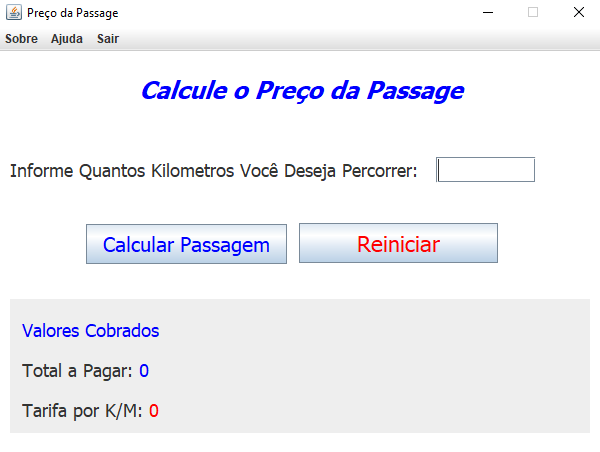 Preço da Passage
Sobre Ajuda Sair
Calcule o Preço da Passage
Informe Quantos Kilometros Você Deseja Percorrer:
Calcular Passagem Reiniciar
Valores Cobrados
Total a Pagar: 0
Tarifa por K/M: 0